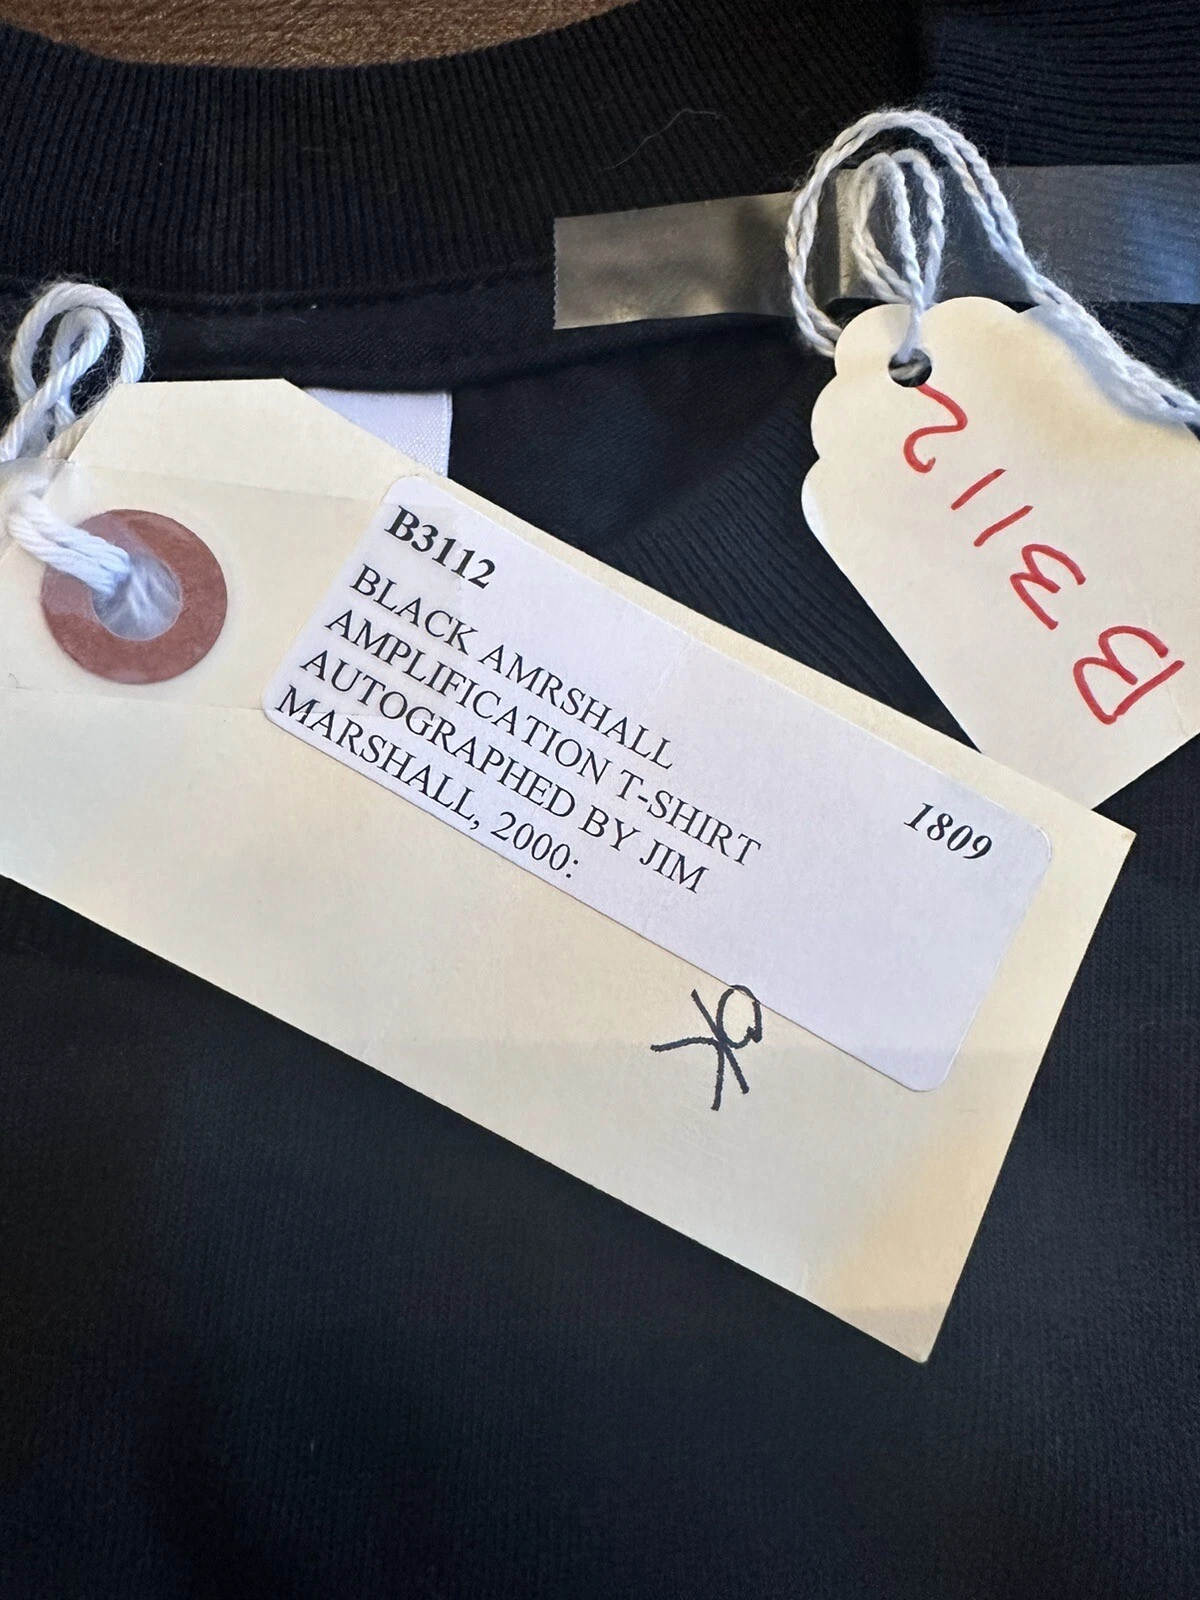 B3112
BLACK AMRSHALL
AMPLIFICATION T-SHIRT
AUTOGRAPHED BY JIM
MARSHALL, 2000:
1809
B3112